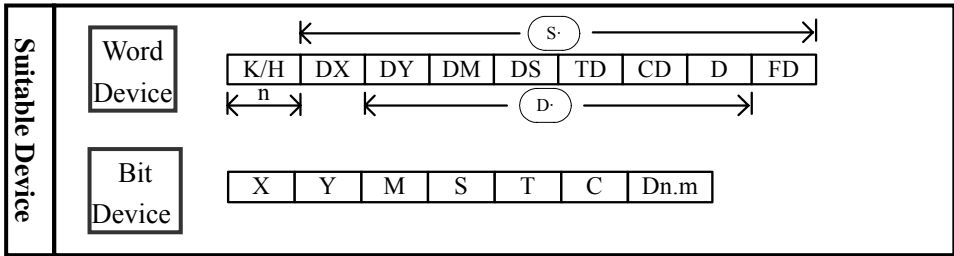 Suitable Device
Word
Device
S·
K/H DX DY DM DS TD CD D FD
n
D·
Bit
Device
X Y M S T C Dn.m